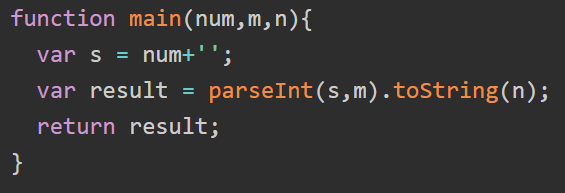 function main(num,m,n){
  var s = num+'';
  var result = parseInt(s,m).toString(n);
  return result;
}